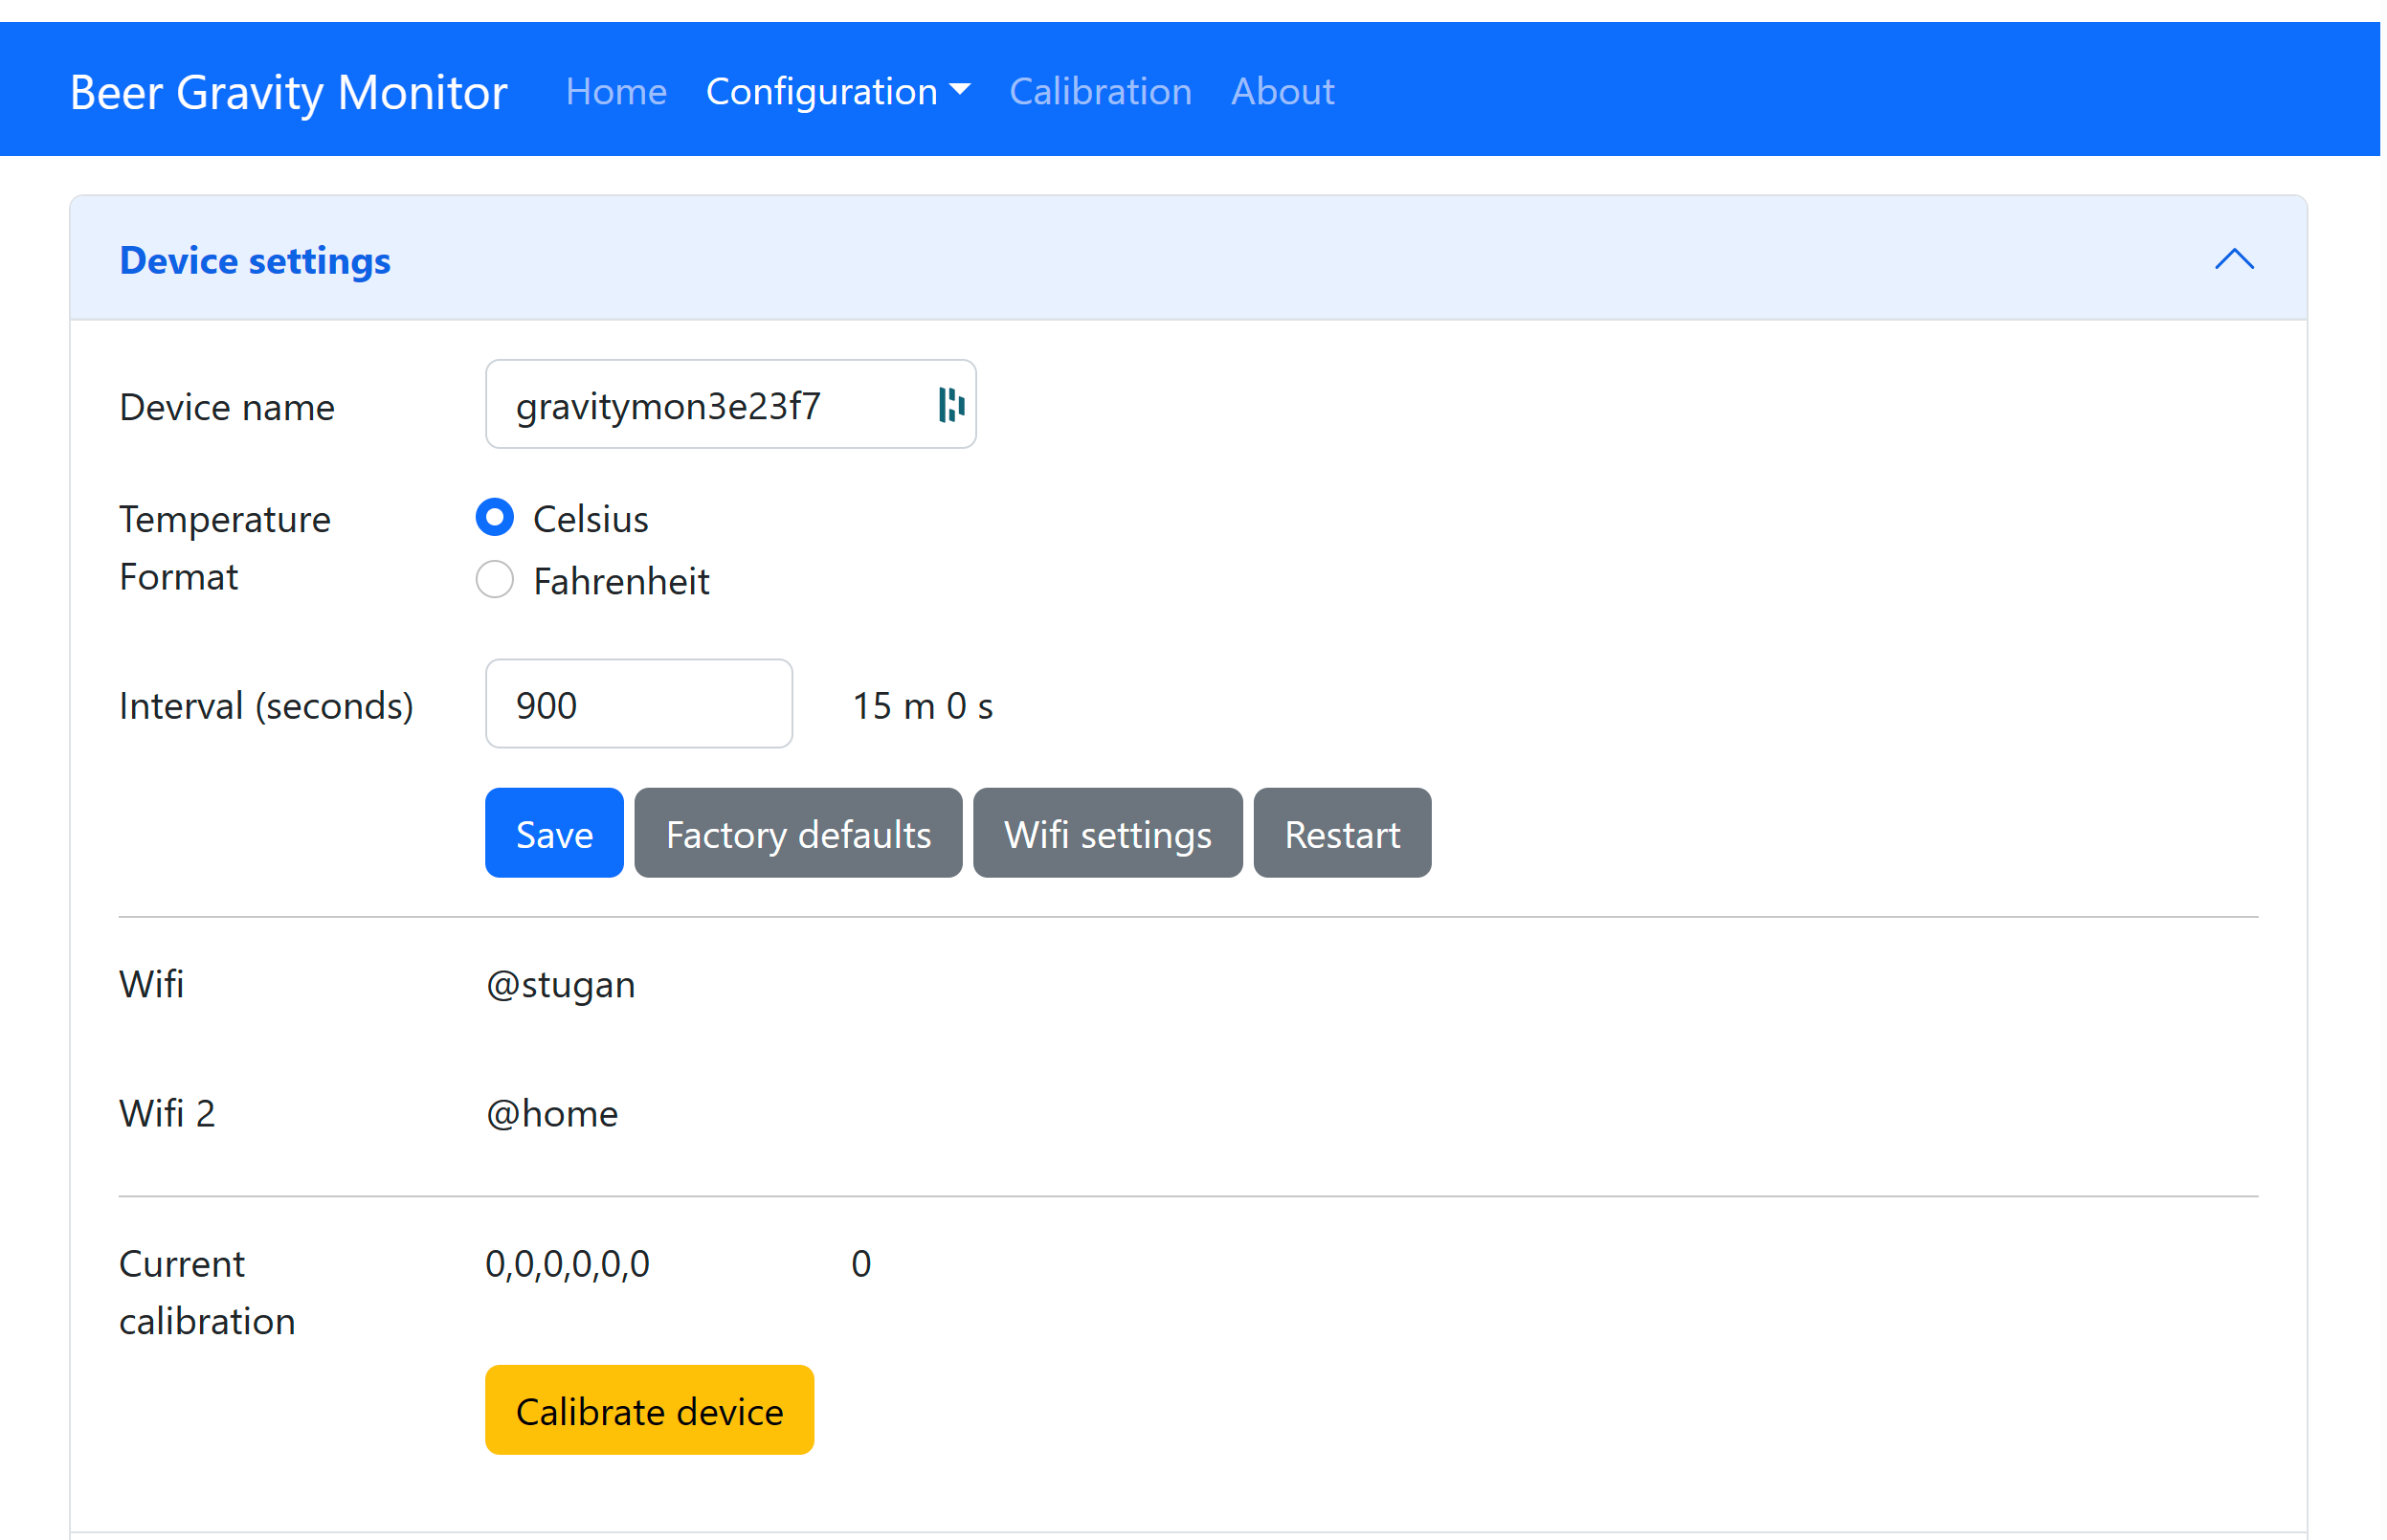 Beer Gravity Monitor Home Configuration Calibration About
Device settings
Device name gravitymon3e23f7
Temperature Format Celsius
Fahrenheit
Interval (seconds) 900 15 m 0 s
Save Factory defaults Wifi settings Restart
Wifi @stugan
Wifi 2 @home
Current calibration 0,0,0,0,0,0 0
Calibrate device